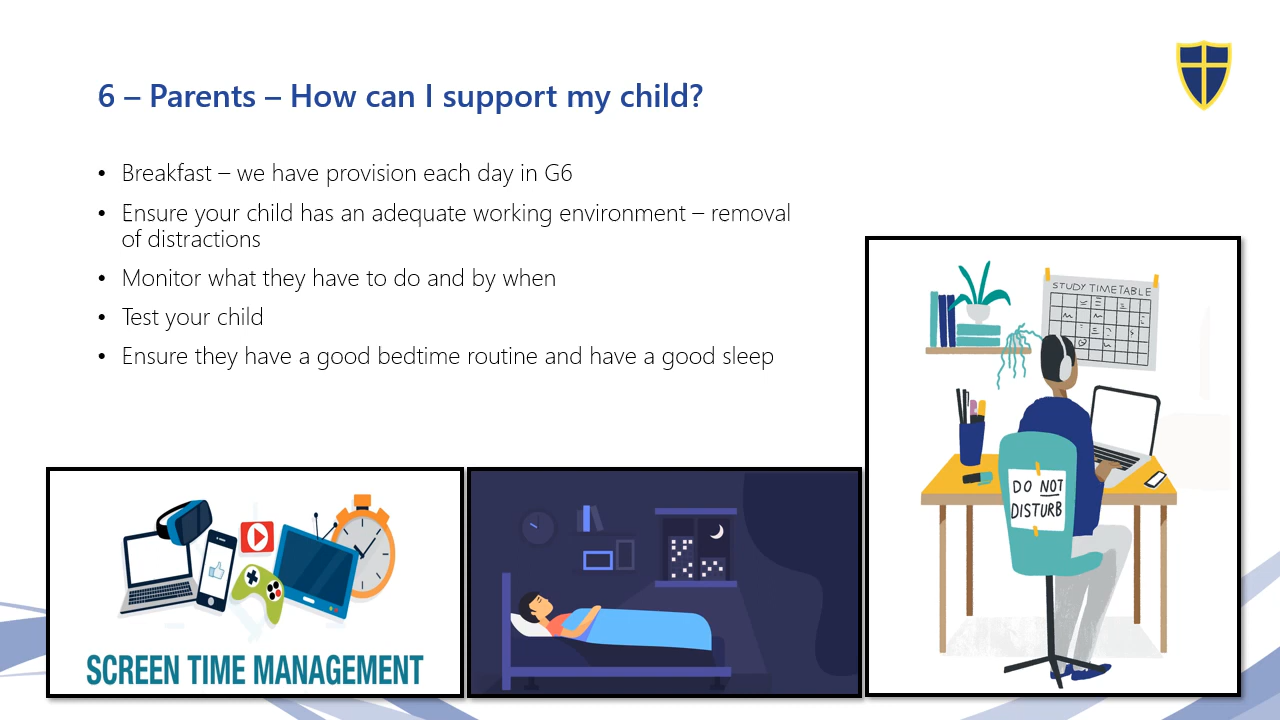 6 – Parents – How can I support my child?
• Breakfast – we have provision each day in G6
• Ensure your child has an adequate working environment – removal
of distractions
• Monitor what they have to do and by when
• Test your child
• Ensure they have a good bedtime routine and have a good sleep
STUDY TIMETABLE
DO NOT
DISTURB
SCREEN TIME MANAGEMENT